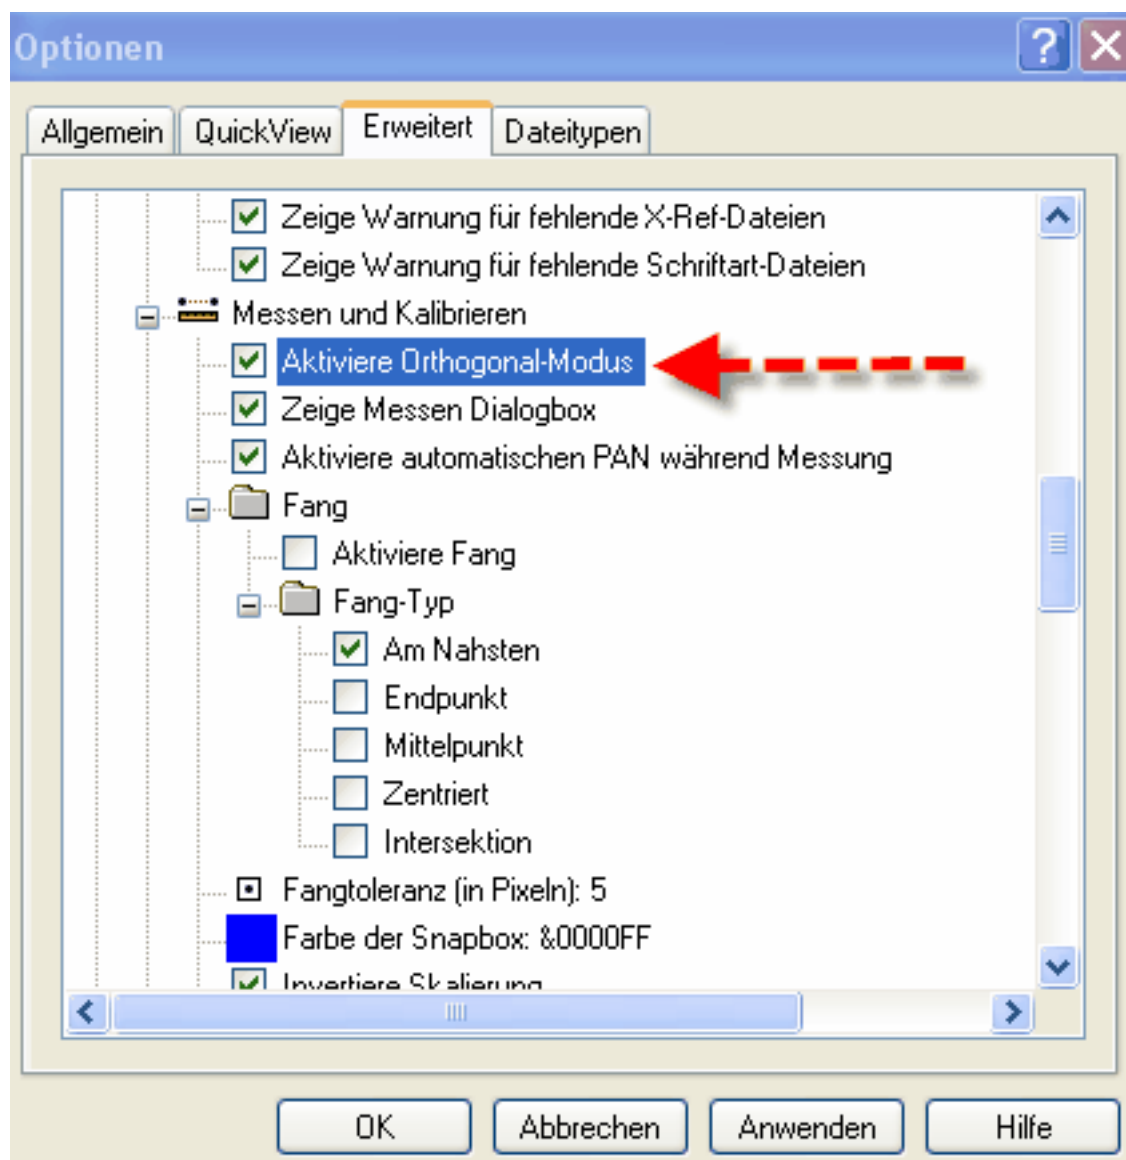 Optionen
Allgemein QuickView Erweitert Dateitypen
Zeige Warnung für fehlende X-Ref-Dateien
Zeige Warnung für fehlende Schriftart-Dateien
Messen und Kalibrieren
Aktiviere Orthogonal-Modus
Zeige Messen Dialogbox
Aktiviere automatischen PAN während Messung
Fang
Aktiviere Fang
Fang-Typ
Am Nahsten
Endpunkt
Mittelpunkt
Zentriert
Intersektion
Fangtoleranz (in Pixeln): 5
Farbe der Snapbox: &0000FF
Invertiere Skalierung
OK Abbrechen Anwenden Hilfe